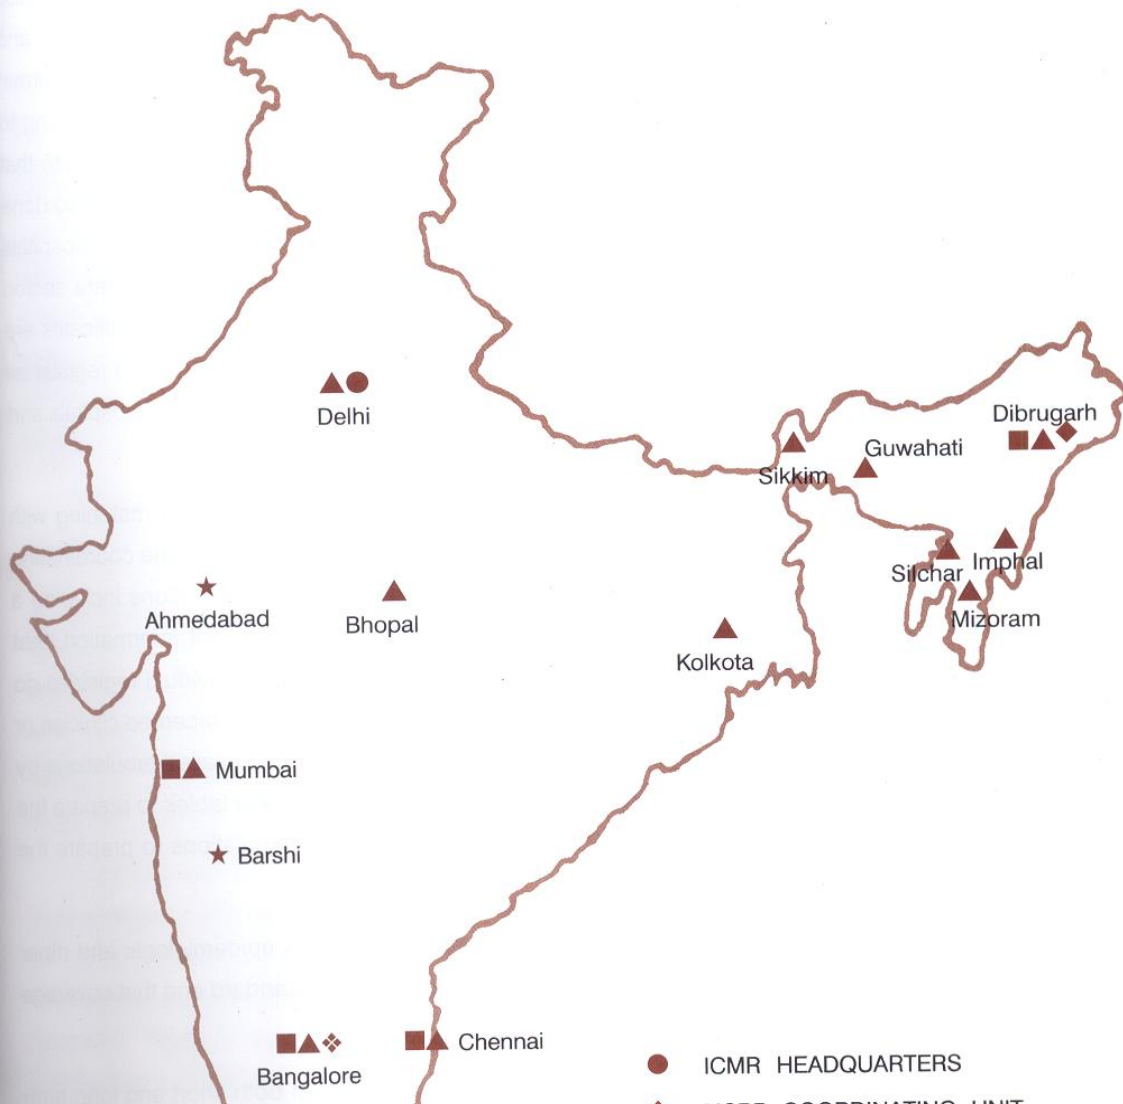 Delhi
Dibrugarh
Guwahati
Sikkim
Imphal
Silchar
Ahmedabad
Bhopal
Mizoram
Kolkota
Mumbai
Barshi
Chennai
Bangalore
ICMR HEADQUARTERS